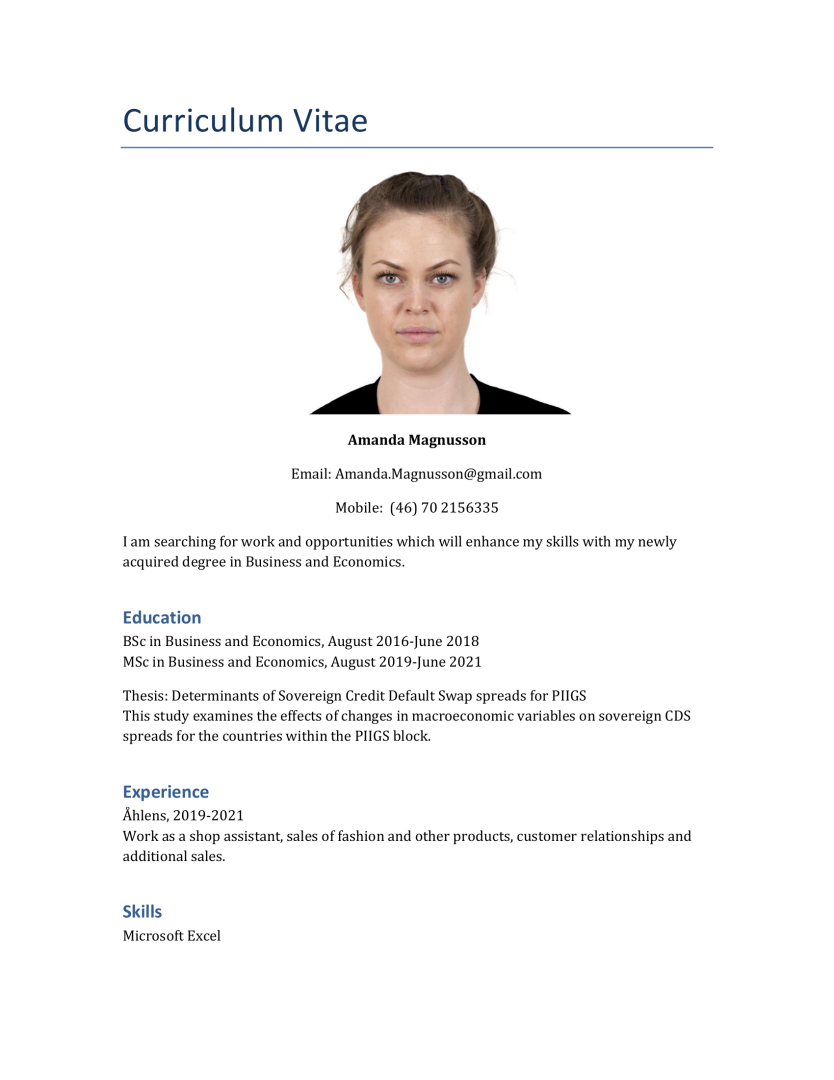 Curriculum Vitae
Amanda Magnusson
Email: Amanda.Magnusson@gmail.com
Mobile:  (46) 70 2156335
I am searching for work and opportunities which will enhance my skills with my newly
acquired degree in Business and Economics.
Education
BSc in Business and Economics, August 2016-June 2018
MSc in Business and Economics, August 2019-June 2021
Thesis: Determinants of Sovereign Credit Default Swap spreads for PIIGS
This study examines the effects of changes in macroeconomic variables on sovereign CDS
spreads for the countries within the PIIGS block.
Experience
Åhlens, 2019-2021
Work as a shop assistant, sales of fashion and other products, customer relationships and
additional sales.
Skills
Microsoft Excel